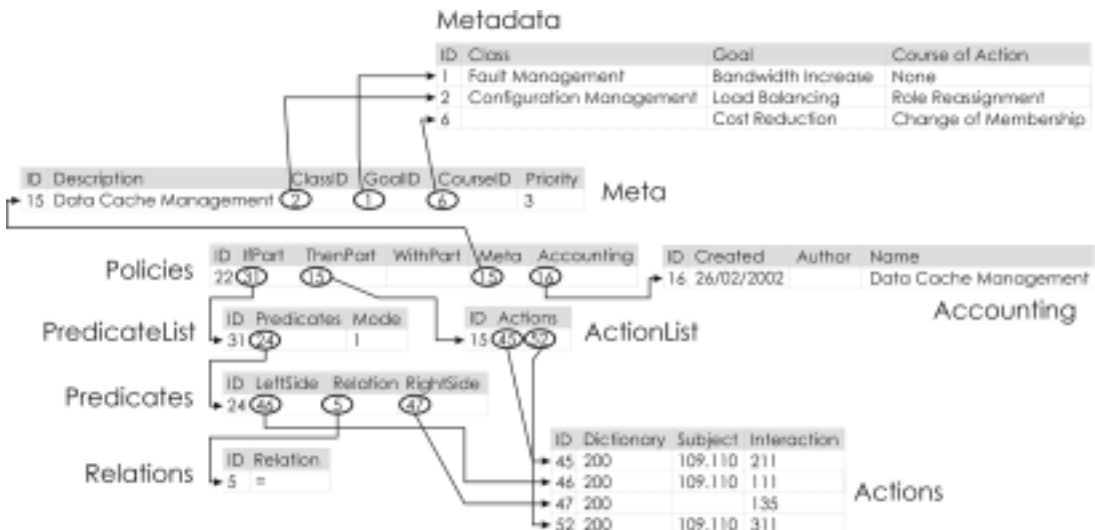 Metadata
ID Class Goal Course of Action
1 Fault Management Bandwidth Increase None
2 Configuration Management Load Balancing Role Reassignment
6 Cost Reduction Change of Membership
ID Description ClassID GoalID CourseID Priority
15 Data Cache Management 2 1 6 3
Meta
Policies
ID IfPart ThenPart WithPart Meta Accounting
22 31 15 15 16
ID Created Author Name
16 26/02/2002 Data Cache Management
Accounting
PredicateList
ID Predicates Mode
31 24 1
ID Actions
15 45 52
ActionList
Predicates
ID LeftSide Relation RightSide
24 46 5 47
Relations
ID Relation
5 =
ID Dictionary Subject Interaction
45 200 109.110 211
46 200 109.110 111
47 200 135
52 200 109.110 311
Actions